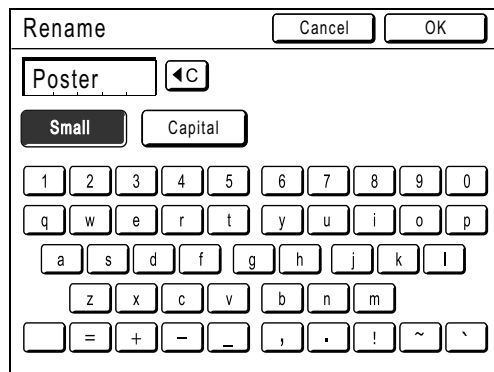 Rename Cancel OK
Poster ◀C
Small Capital
1 2 3 4 5 6 7 8 9 0
q w e r t y u i o p
a s d f g h j k l
z x c v b n m
= + − _ , . ! ~ `